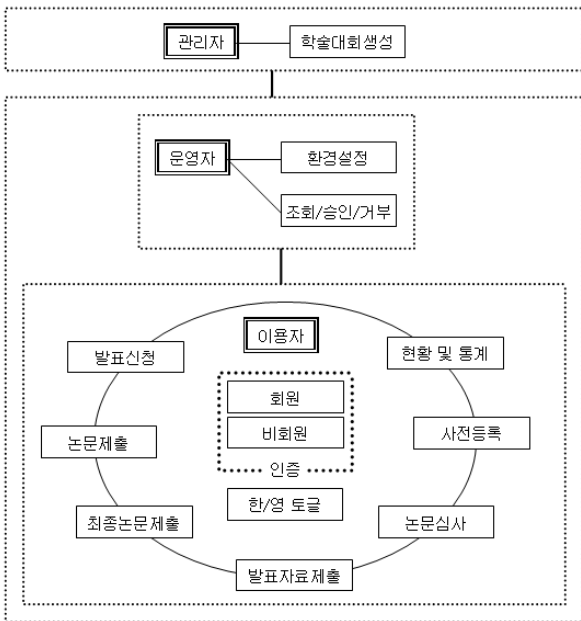 관리자
학술대회생성
운영자
환경설정
조회/승인/거부
이용자
발표신청
현황 및 통계
회원
논문제출
비회원
사전등록
인증
한/영 토글
최종논문제출
논문심사
발표자료제출